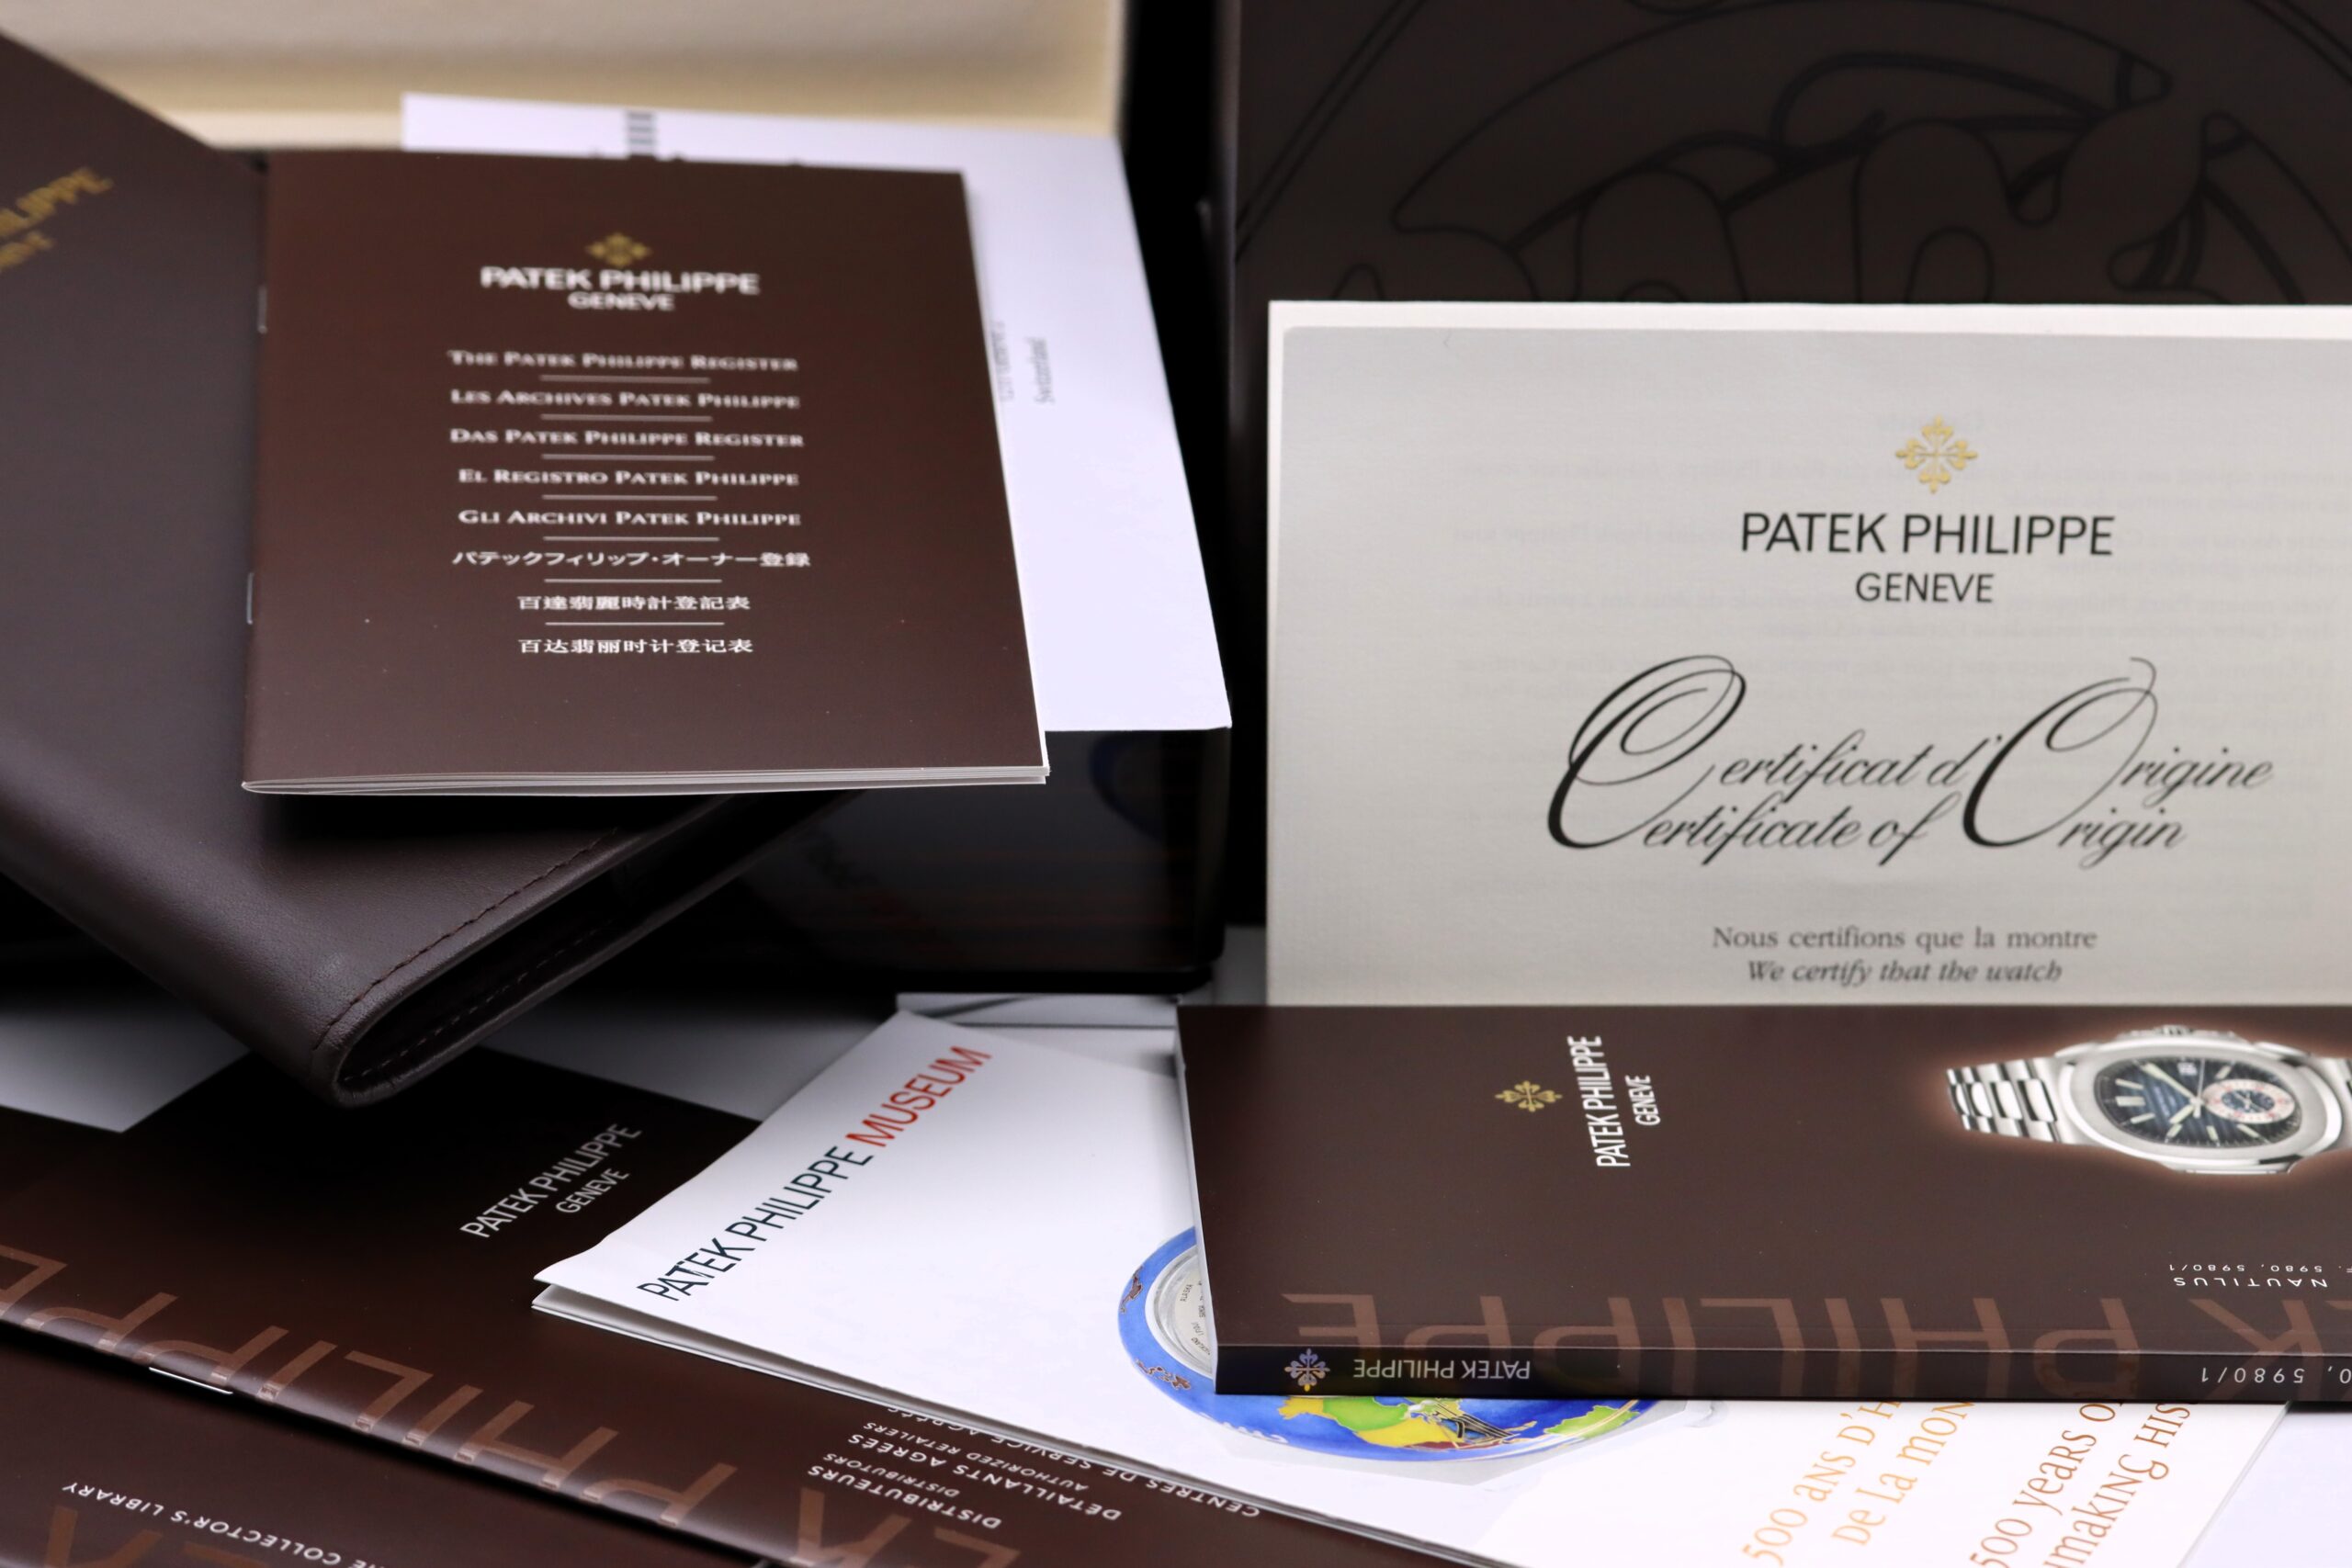 PATEK PHILIPPE
GENEVE
THE PATEK PHILIPPE REGISTER
LES ARCHIVES PATEK PHILIPPE
DAS PATEK PHILIPPE REGISTER
EL REGISTRO PATEK PHILIPPE
GLI ARCHIVI PATEK PHILIPPE
パテックフィリップ・オーナー登録
百達翡麗時計登記表
百达翡丽时计登记表
Switzerland
PATEK PHILIPPE
GENEVE
Certificat d'Origine
Certificate of Origin
Nous certifions que la montre
We certify that the watch
PATEK PHILIPPE
GENEVE
NAUTILUS
5980, 5980/1
PHILIPPE
PATEK PHILIPPE
5980/1
PATEK PHILIPPE MUSEUM
500 ans d'
De la
500 years
PATEK PHILIPPE
GENEVE
PHILIPPE
DISTRIBUTEURS
DISTRIBUTORS
DÉTAILLANTS AGRÉÉS
AUTHORIZED RETAILERS
CENTRES DE SERVICE AGRÉÉS
COLLECTOR'S LIBRARY